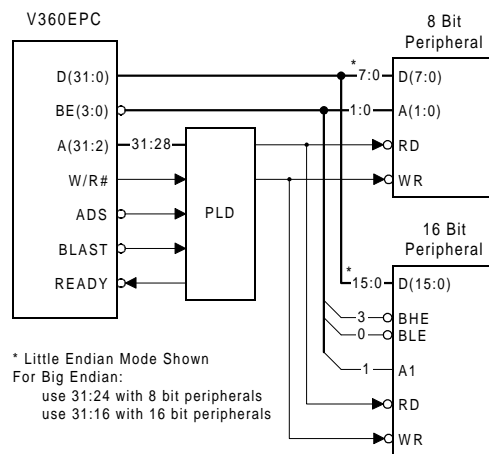 V360EPC
8 Bit
Peripheral
D(31:0)
* 7:0
D(7:0)
BE(3:0)
1:0
A(1:0)
A(31:2)
31:28
RD
W/R#
PLD
WR
ADS
BLAST
16 Bit
Peripheral
READY
* 15:0
D(15:0)
3
BHE
0
BLE
1
A1
RD
WR
* Little Endian Mode Shown
For Big Endian:
use 31:24 with 8 bit peripherals
use 31:16 with 16 bit peripherals